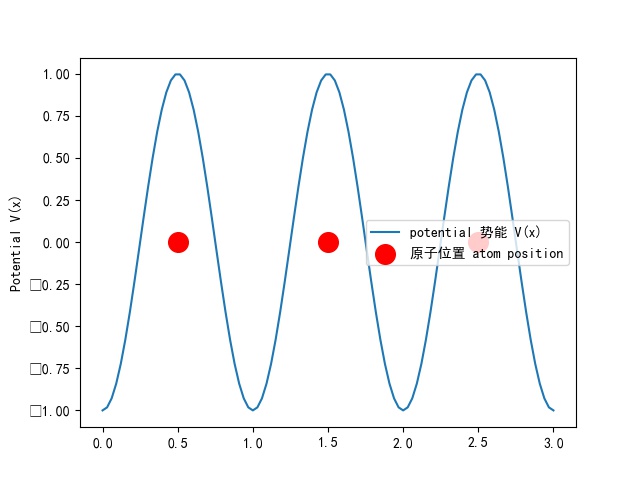 Potential V(x)
1.00
0.75
0.50
0.25
0.00
□0.25
□0.50
□0.75
□1.00
0.0 0.5 1.0 1.5 2.0 2.5 3.0
potential 势能 V(x)
原子位置 atom position